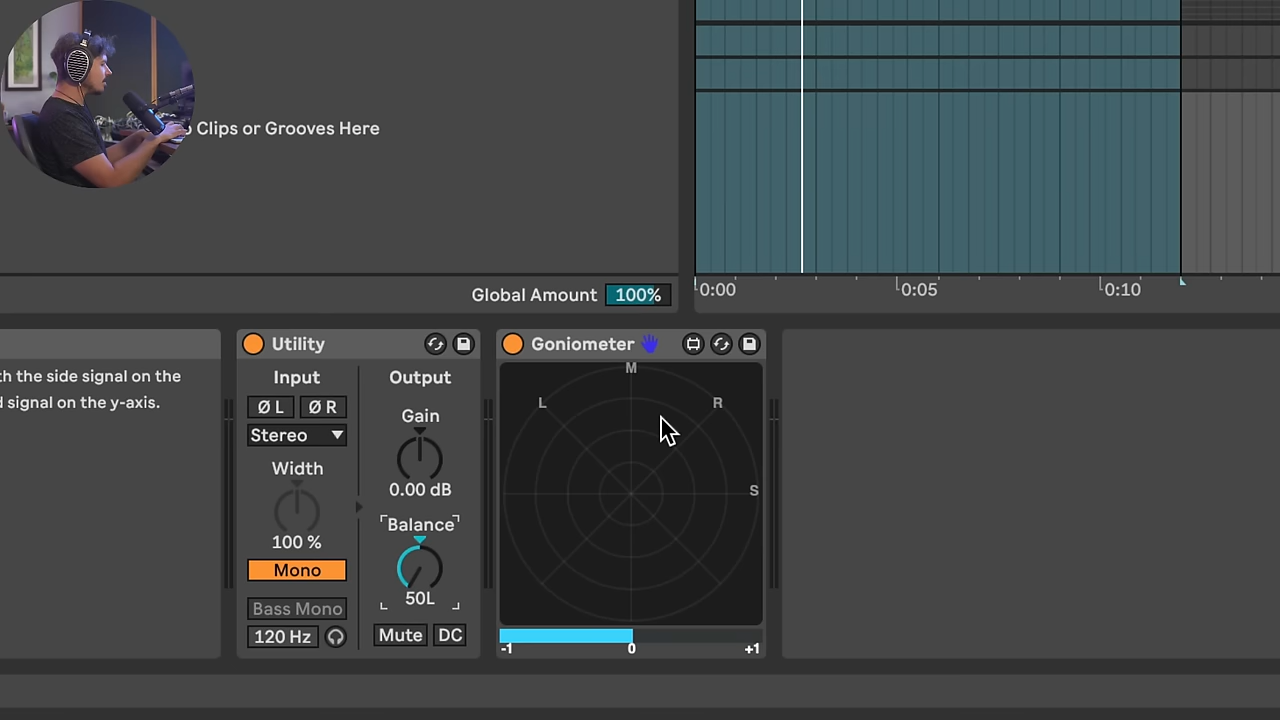 Clips or Grooves Here
Global Amount 100%
0:00 0:05 0:10
th the side signal on the
d signal on the y-axis.
Utility
Input
Ø L Ø R
Stereo
Width
100 %
Mono
Bass Mono
120 Hz
Output
Gain
0.00 dB
Balance
50L
Mute DC
Goniometer
M
L R
S
-1 0 +1